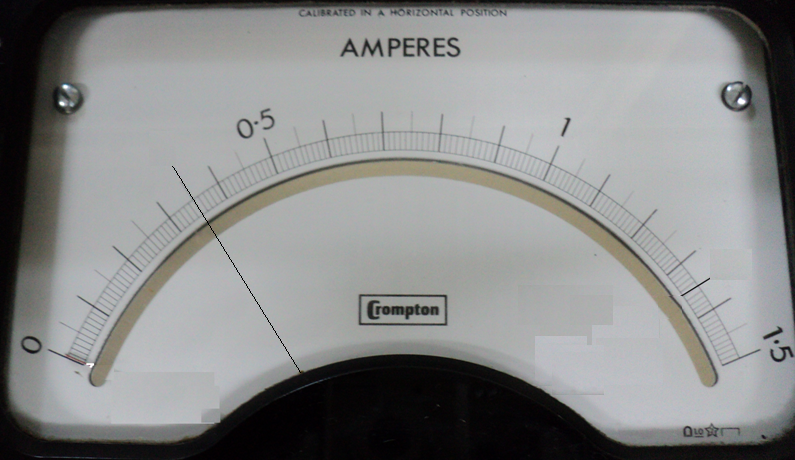 CALIBRATED IN A HORIZONTAL POSITION
AMPERES
0
0·5
1
1·5
Crompton